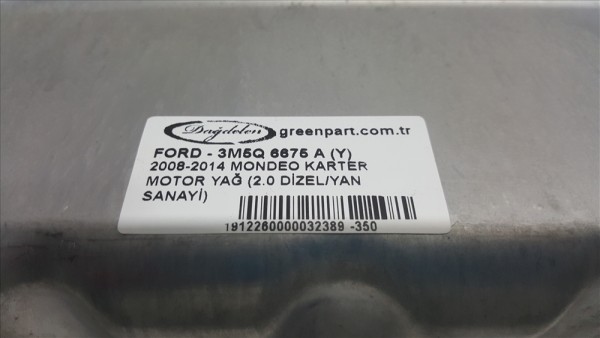 Dağdelen greenpart.com.tr
FORD - 3M5Q 6675 A (Y)
2008-2014 MONDEO KARTER
MOTOR YAĞ (2.0 DİZEL/YAN
SANAYİ)
1912260000032389 -350